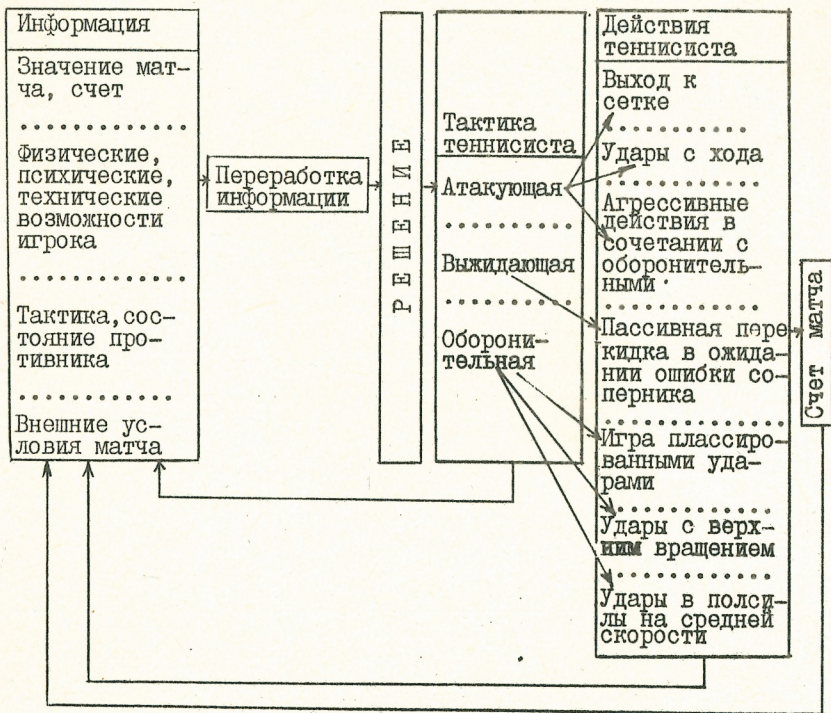 Информация
Значение мат-
ча, счет
Физические,
психические,
технические
возможности
игрока
Тактика,сос-
тояние про-
тивника
Внешние ус-
ловия матча
Переработка
информации
РЕШЕНИЕ
Тактика
теннисиста
Атакующая
Выжидающая
Оборони-
тельная
Действия
теннисиста
Выход к
сетке
Удары с хода
Агрессивные
действия в
сочетании с
оборонитель-
ными
Пассивная пере
кидка в ожида-
нии ошибки со-
перника
Игра плассиро-
ванными уда-
рами
Удары с верх-
ним вращением
Удары в полси-
лы на средней
скорости
Счет матча